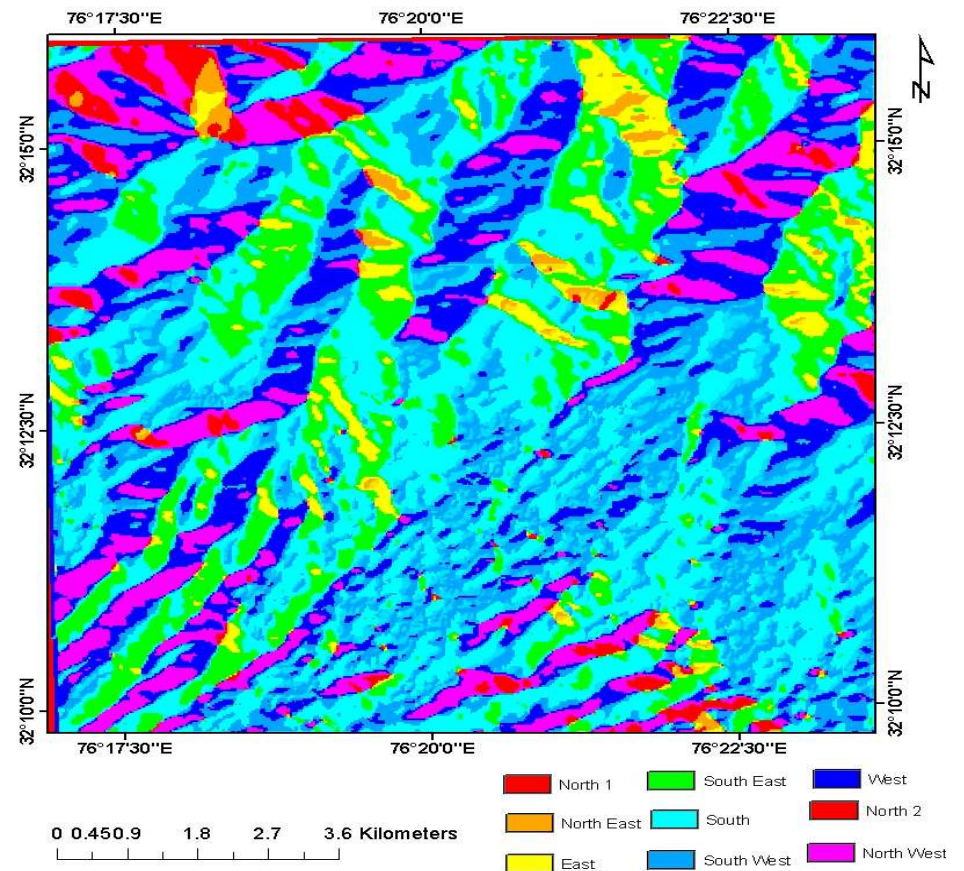 76°17'30"E 76°20'0"E 76°22'30"E
32°15'0"N 32°15'0"N
32°12'30"N 32°12'30"N
32°10'0"N 32°10'0"N
76°17'30"E 76°20'0"E 76°22'30"E
N
0 0.450.9 1.8 2.7 3.6 Kilometers
North 1 South East West
North East South North 2
East South West North West